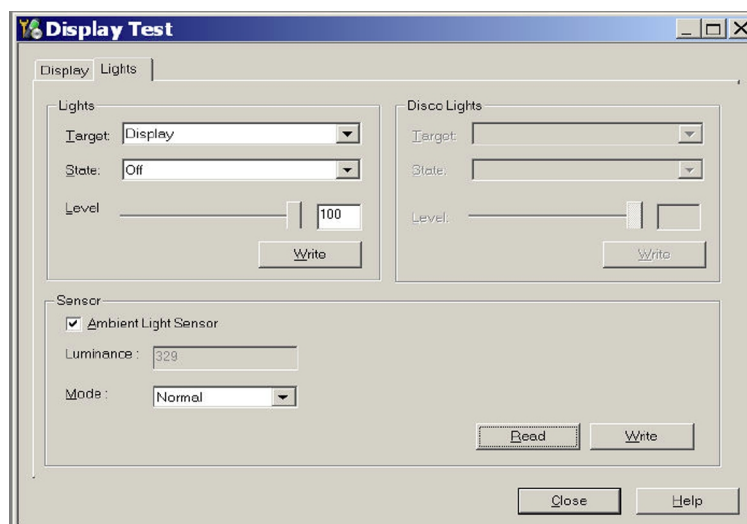 Display Test
Display Lights
Lights
Target: Display
State: Off
Level 100
Write
Disco Lights
Target:
State:
Level:
Write
Sensor
Ambient Light Sensor
Luminance : 329
Mode : Normal
Read Write
Close Help